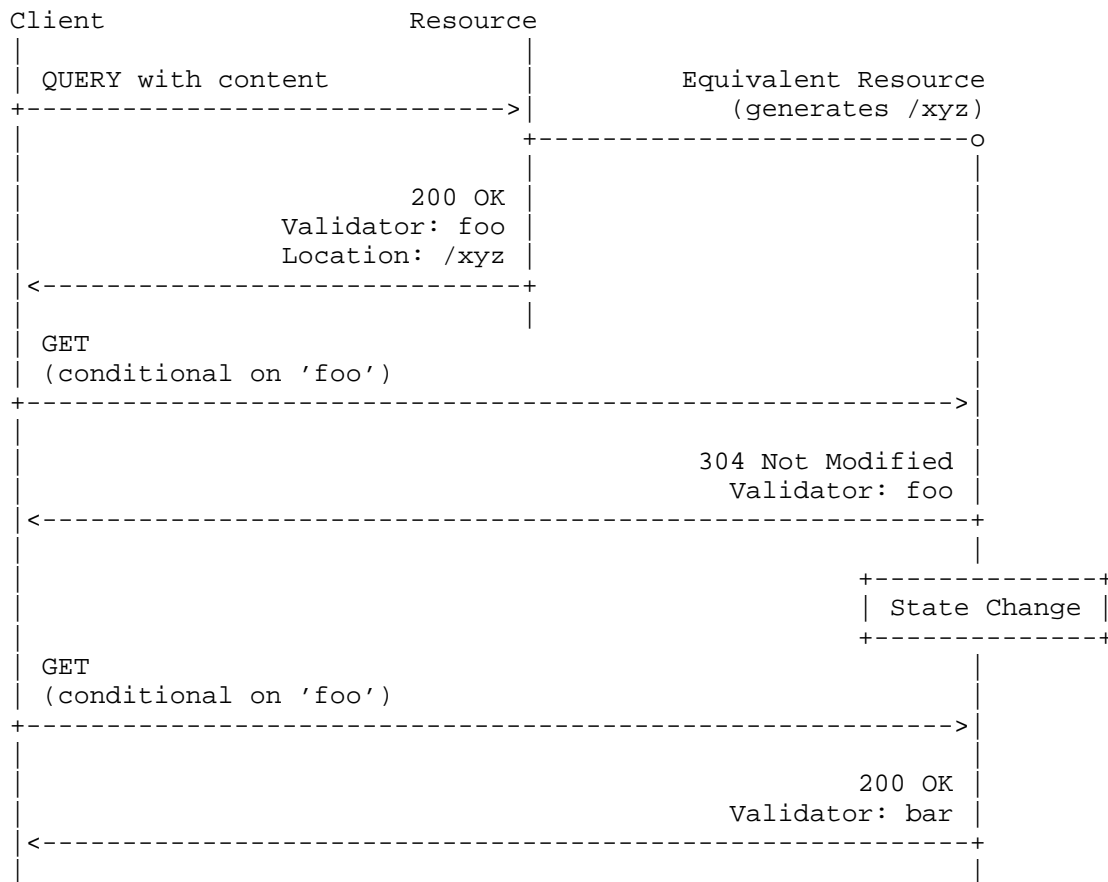 Client Resource
QUERY with content Equivalent Resource
(generates /xyz)
200 OK
Validator: foo
Location: /xyz
GET
(conditional on ’foo’)
304 Not Modified
Validator: foo
State Change
GET
(conditional on ’foo’)
200 OK
Validator: bar